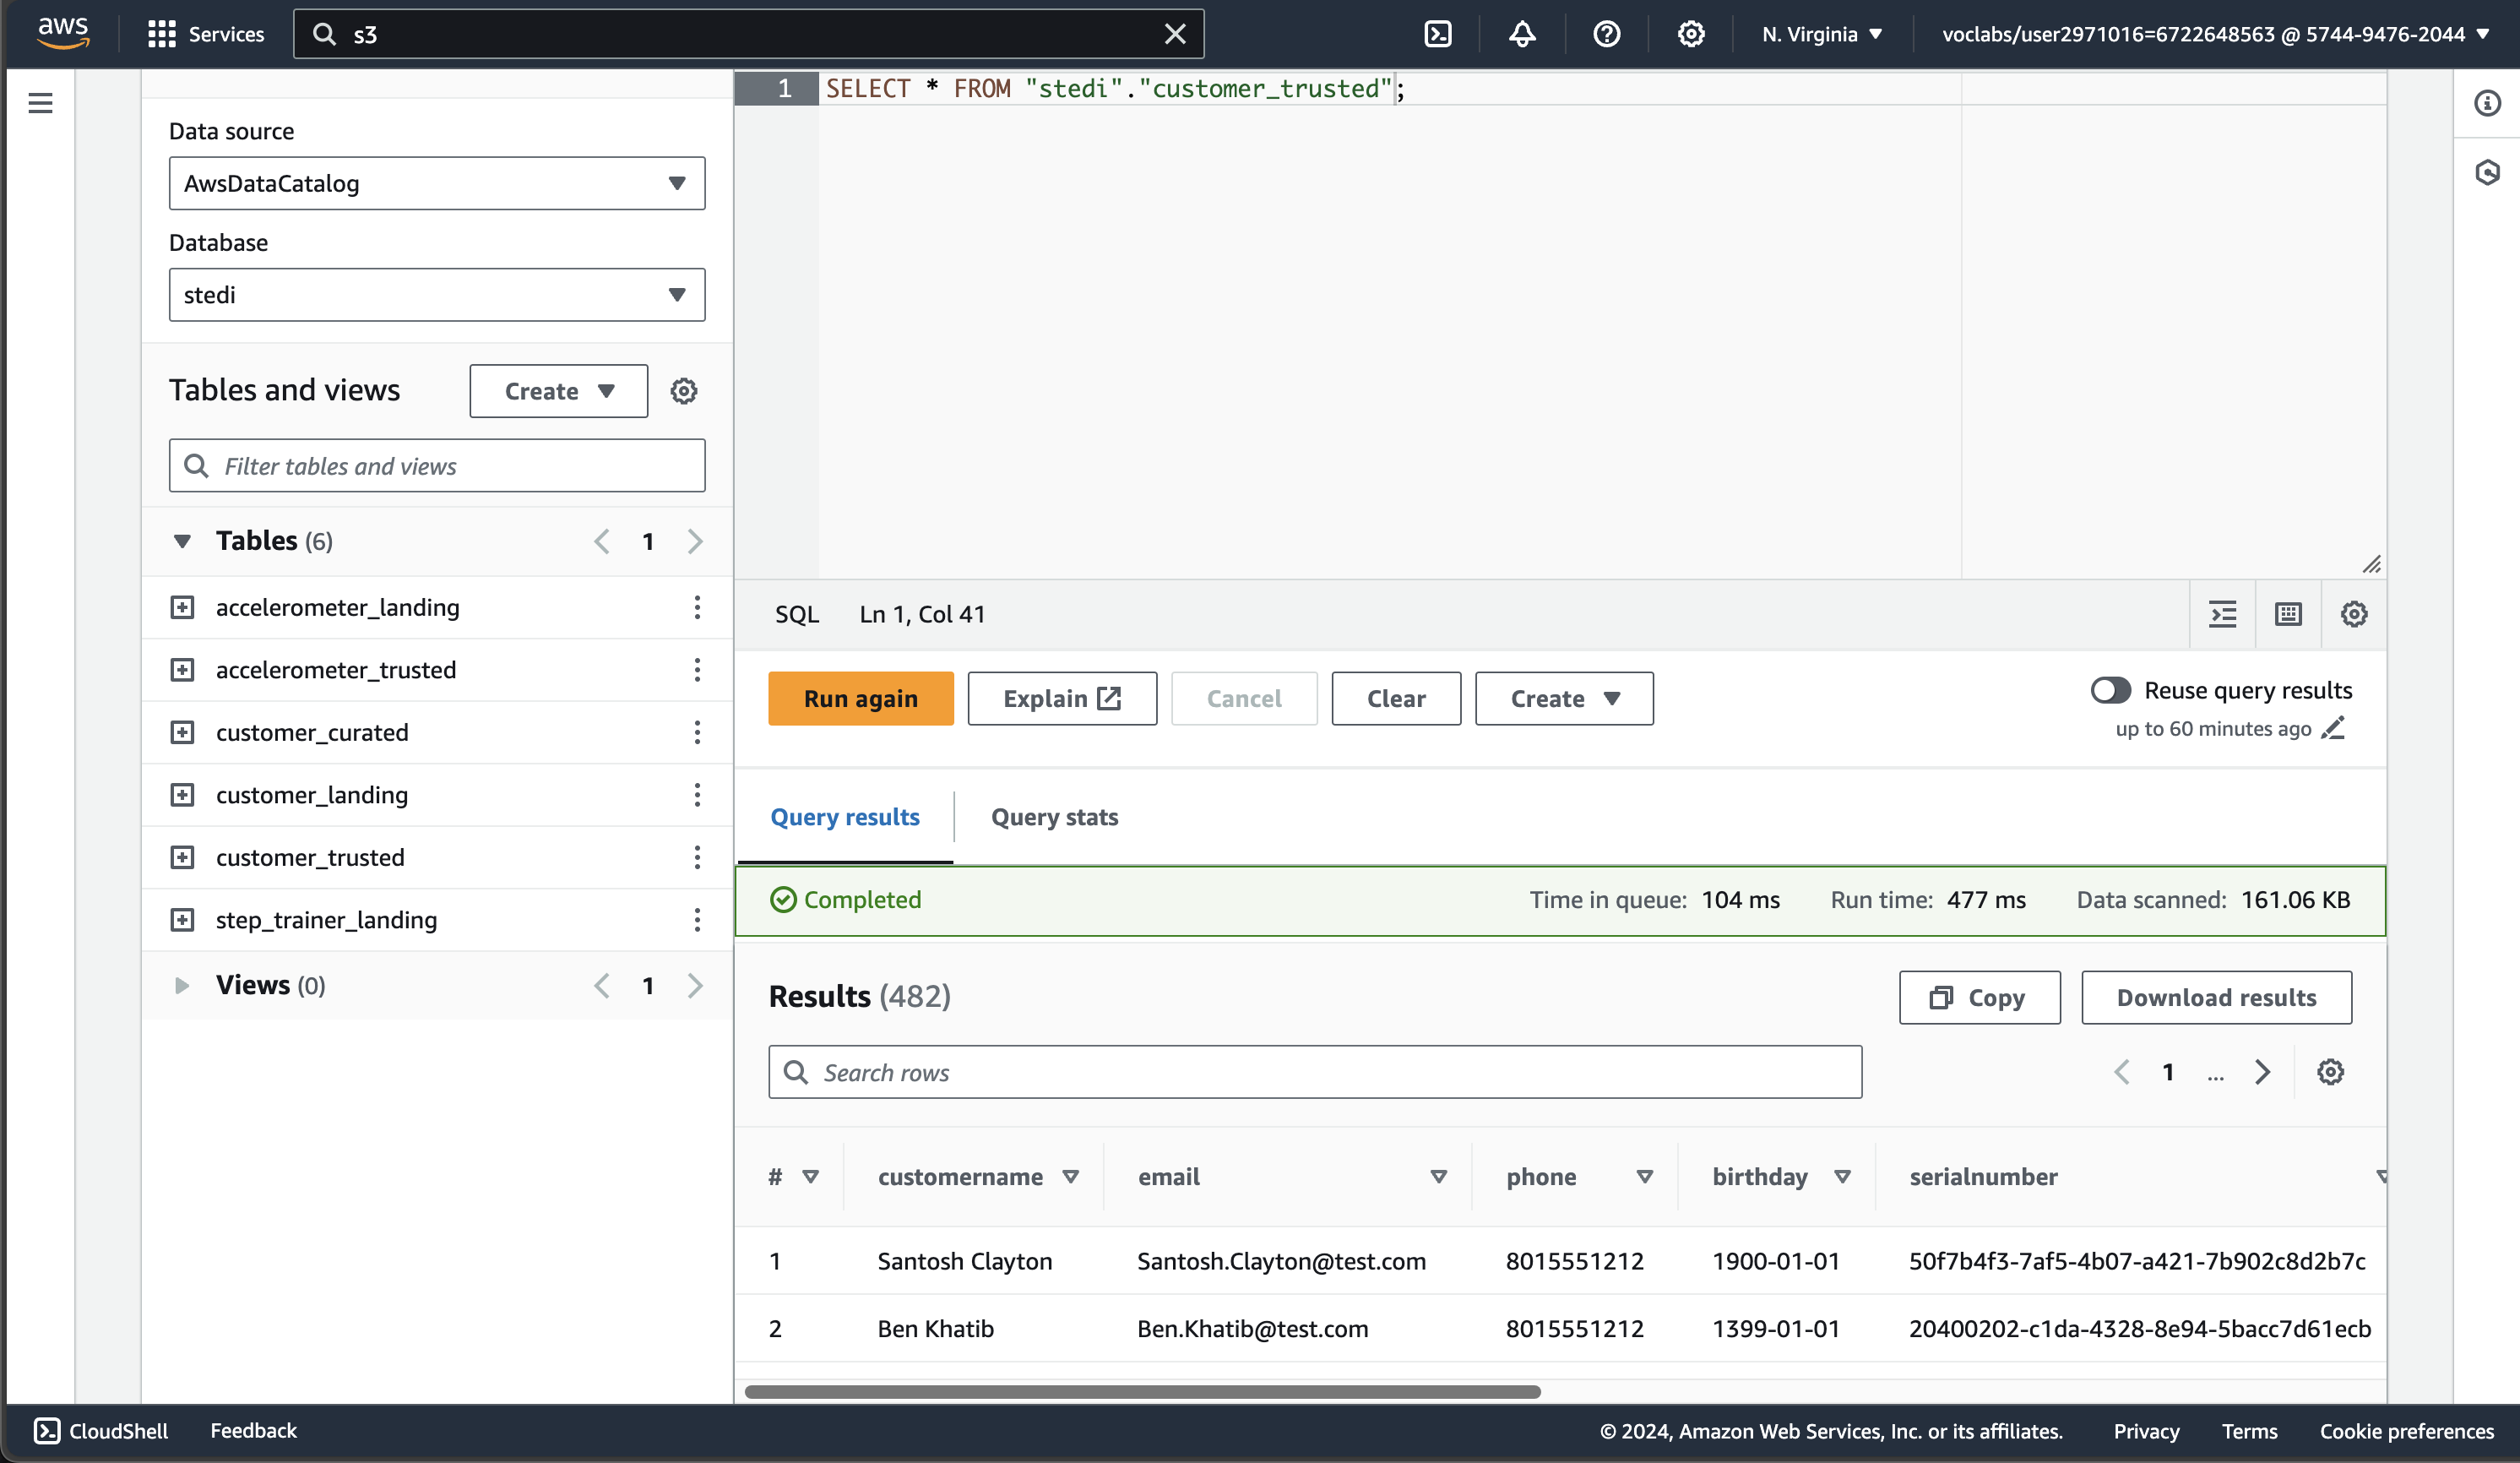 aws Services s3 N. Virginia voclabs/user2971016=6722648563 @ 5744-9476-2044
Data source
AwsDataCatalog
Database
stedi
Tables and views Create
Filter tables and views
Tables (6) 1
accelerometer_landing
accelerometer_trusted
customer_curated
customer_landing
customer_trusted
step_trainer_landing
Views (0) 1
1 SELECT * FROM "stedi"."customer_trusted";
SQL Ln 1, Col 41
Run again Explain Cancel Clear Create Reuse query results
up to 60 minutes ago
Query results Query stats
Completed Time in queue: 104 ms Run time: 477 ms Data scanned: 161.06 KB
Results (482) Copy Download results
Search rows 1 ...
# customername email phone birthday serialnumber
1 Santosh Clayton Santosh.Clayton@test.com 8015551212 1900-01-01 50f7b4f3-7af5-4b07-a421-7b902c8d2b7c
2 Ben Khatib Ben.Khatib@test.com 8015551212 1399-01-01 20400202-c1da-4328-8e94-5bacc7d61ecb
CloudShell Feedback © 2024, Amazon Web Services, Inc. or its affiliates. Privacy Terms Cookie preferences